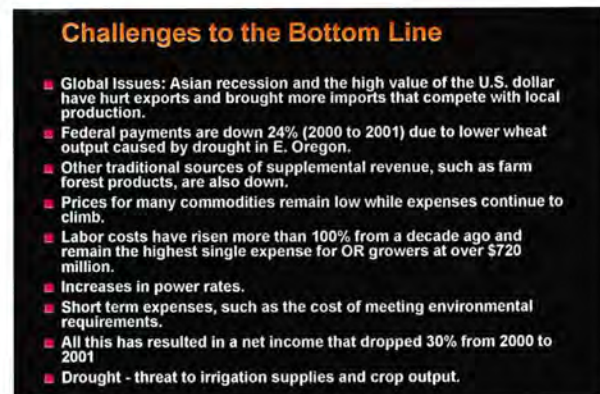 Challenges to the Bottom Line
Global Issues: Asian recession and the high value of the U.S. dollar
have hurt exports and brought more imports that compete with local
production.
Federal payments are down 24% (2000 to 2001) due to lower wheat
output caused by drought in E. Oregon.
Other traditional sources of supplemental revenue, such as farm
forest products, are also down.
Prices for many commodities remain low while expenses continue to
climb.
Labor costs have risen more than 100% from a decade ago and
remain the highest single expense for OR growers at over $720
million.
Increases in power rates.
Short term expenses, such as the cost of meeting environmental
requirements.
All this has resulted in a net income that dropped 30% from 2000 to
2001
Drought - threat to irrigation supplies and crop output.